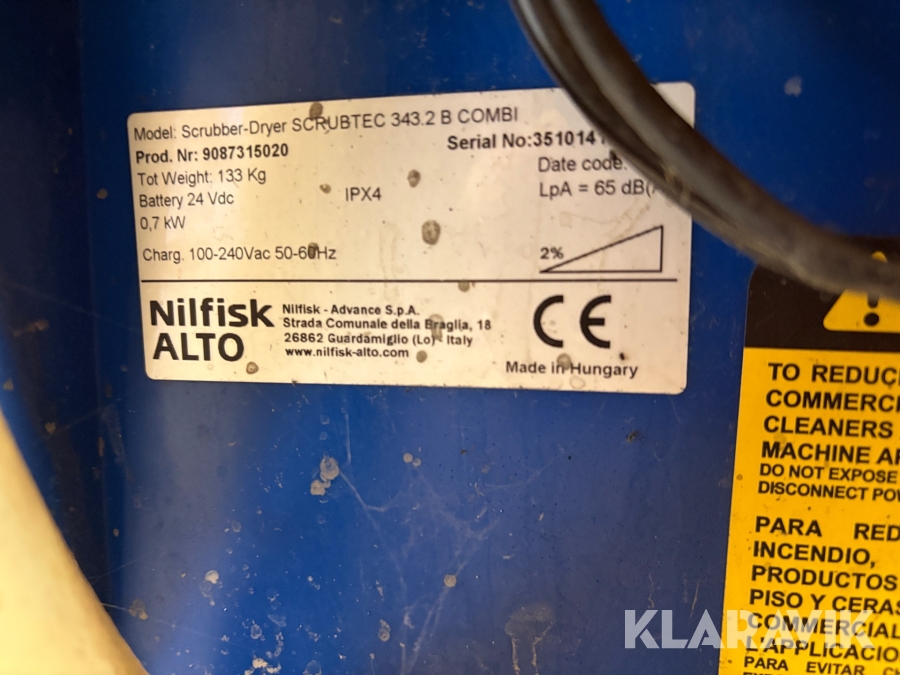 Model: Scrubber-Dryer SCRUBTEC 343.2 B COMBI
Prod. Nr: 9087315020
Serial No:351014
Tot Weight: 133 Kg
Date code:
Battery 24 Vdc
IPX4
LpA = 65 dB(
0,7 kW
Charg. 100-240Vac 50-60Hz
2%
Nilfisk
ALTO
Nilfisk - Advance S.p.A.
Strada Comunale della Braglia, 18
26862 Guardamiglio (Lo) - Italy
www.nilfisk-alto.com
CE
Made in Hungary
TO REDUC
COMMERCI
CLEANERS
MACHINE AR
DO NOT EXPOSE
DISCONNECT POW
PARA RED
INCENDIO,
PRODUCTOS
PISO Y CERAS
COMMERCIAL
L'APPLICACIO
PARA EVITAR CH
KLARAVIK